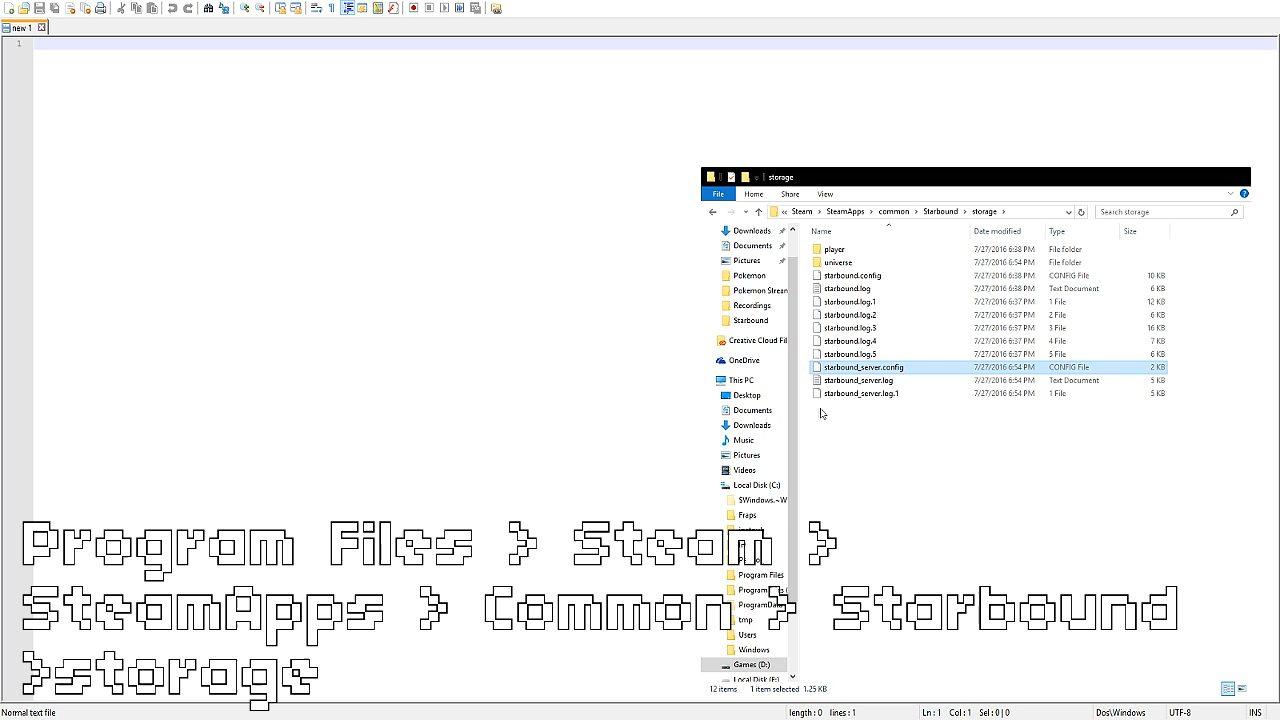 new 1
1
storage
File Home Share View
« Steam > SteamApps > common > Starbound > storage >
Search storage
Name Date modified Type Size
Downloads
Documents
Pictures
Pokemon
Pokemon Stream
Recordings
Starbound
Creative Cloud Fil
OneDrive
This PC
Desktop
Documents
Downloads
Music
Pictures
Videos
Local Disk (C:)
SWindows.~W
Fraps
Program Files
ProgramData
tmp
Users
Windows
Games (D:)
player 7/27/2016 6:38 PM File folder
universe 7/27/2016 6:54 PM File folder
starbound.config 7/27/2016 6:38 PM CONFIG File 10 KB
starbound.log 7/27/2016 6:38 PM Text Document 6 KB
starbound.log.1 7/27/2016 6:37 PM 1 File 12 KB
starbound.log.2 7/27/2016 6:37 PM 2 File 6 KB
starbound.log.3 7/27/2016 6:37 PM 3 File 16 KB
starbound.log.4 7/27/2016 6:37 PM 4 File 7 KB
starbound.log.5 7/27/2016 6:37 PM 5 File 6 KB
starbound_server.config 7/27/2016 6:54 PM CONFIG File 2 KB
starbound_server.log 7/27/2016 6:54 PM Text Document 5 KB
starbound_server.log.1 7/27/2016 6:54 PM 1 File 5 KB
12 items 1 item selected 1.25 KB
Program Files > Steam >
SteamApps > Common > Starbound
>storage
Normal text file length : 0 lines : 1 Ln : 1 Col : 1 Sel : 0 | 0 Dos\Windows UTF-8 INS